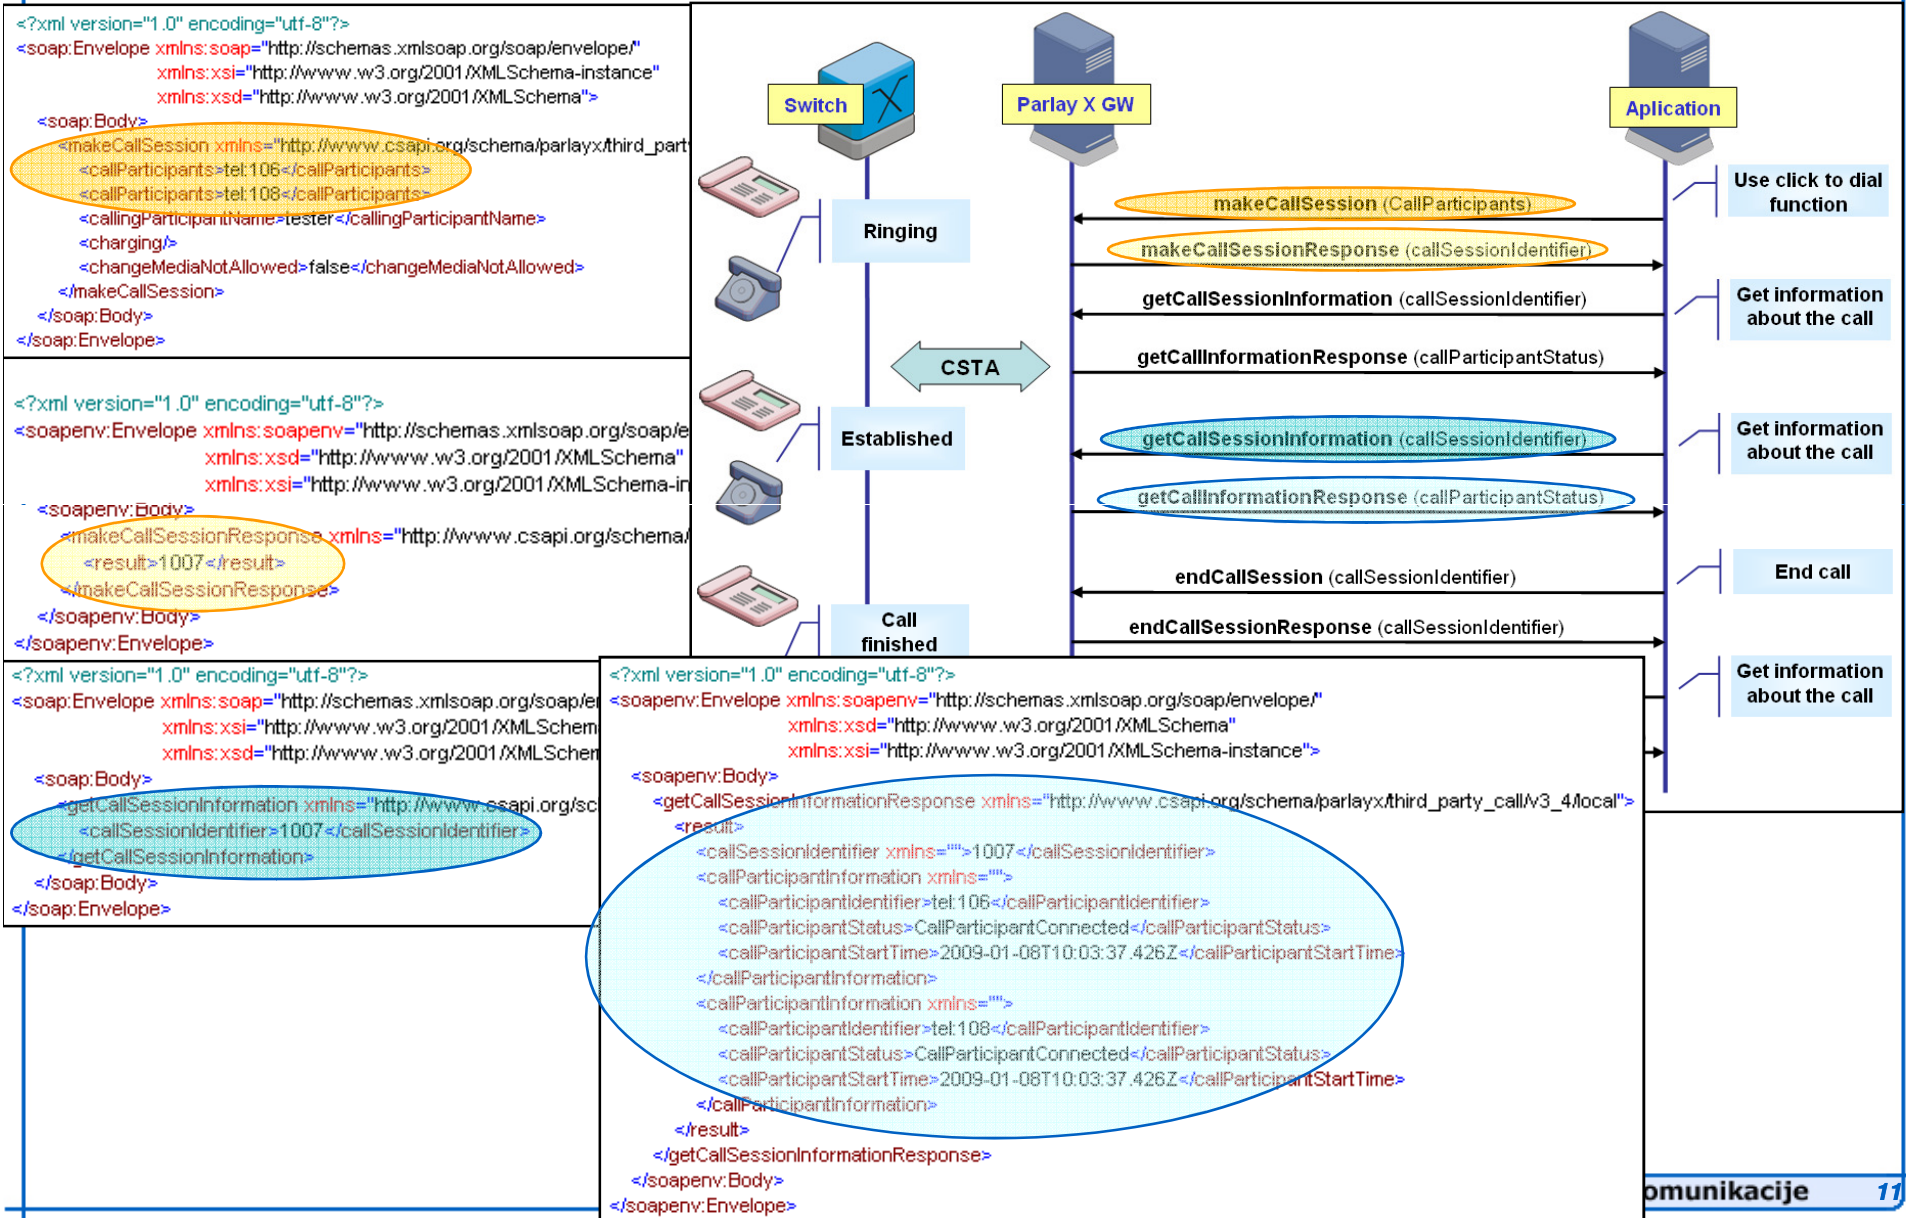 <?xml version="1.0" encoding="utf-8"?>
<soap:Envelope xmlns:soap="http://schemas.xmlsoap.org/soap/envelope/"
xmlns:xsi="http://www.w3.org/2001/XMLSchema-instance"
xmlns:xsd="http://www.w3.org/2001/XMLSchema">
<soap:Body>
<makeCallSession xmlns="http://www.csapi.org/schema/parlayx/third_part
<callParticipants>tel:106</callParticipants>
<callParticipants>tel:108</callParticipants>
<callingParticipantName>tester</callingParticipantName>
<charging/>
<changeMediaNotAllowed>false</changeMediaNotAllowed>
</makeCallSession>
</soap:Body>
</soap:Envelope>
<?xml version="1.0" encoding="utf-8"?>
<soapenv:Envelope xmlns:soapenv="http://schemas.xmlsoap.org/soap/e
xmlns:xsd="http://www.w3.org/2001/XMLSchema"
xmlns:xsi="http://www.w3.org/2001/XMLSchema-in
<soapenv:Body>
<makeCallSessionResponse xmlns="http://www.csapi.org/schema/
<result>1007</result>
</makeCallSessionResponse>
</soapenv:Body>
</soapenv:Envelope>
<?xml version="1.0" encoding="utf-8"?>
<soap:Envelope xmlns:soap="http://schemas.xmlsoap.org/soap/en
xmlns:xsi="http://www.w3.org/2001/XMLSchem
xmlns:xsd="http://www.w3.org/2001/XMLSchem
<soap:Body>
<getCallSessionInformation xmlns="http://www.csapi.org/sc
<callSessionIdentifier>1007</callSessionIdentifier>
</getCallSessionInformation>
</soap:Body>
</soap:Envelope>
Switch
Parlay X GW
Aplication
Use click to dial
function
makeCallSession (CallParticipants)
Ringing
makeCallSessionResponse (callSessionIdentifier)
getCallSessionInformation (callSessionIdentifier)
Get information
about the call
getCallInformationResponse (callParticipantStatus)
CSTA
Established
getCallSessionInformation (callSessionIdentifier)
Get information
about the call
getCallInformationResponse (callParticipantStatus)
endCallSession (callSessionIdentifier)
End call
endCallSessionResponse (callSessionIdentifier)
Call
finished
Get information
about the call
<?xml version="1.0" encoding="utf-8"?>
<soapenv:Envelope xmlns:soapenv="http://schemas.xmlsoap.org/soap/envelope/"
xmlns:xsd="http://www.w3.org/2001/XMLSchema"
xmlns:xsi="http://www.w3.org/2001/XMLSchema-instance">
<soapenv:Body>
<getCallSessionInformationResponse xmlns="http://www.csapi.org/schema/parlayx/third_party_call/v3_4/local">
<result>
<callSessionIdentifier xmlns="">1007</callSessionIdentifier>
<callParticipantInformation xmlns="">
<callParticipantIdentifier>tel:106</callParticipantIdentifier>
<callParticipantStatus>CallParticipantConnected</callParticipantStatus>
<callParticipantStartTime>2009-01-08T10:03:37.426Z</callParticipantStartTime>
</callParticipantInformation>
<callParticipantInformation xmlns="">
<callParticipantIdentifier>tel:108</callParticipantIdentifier>
<callParticipantStatus>CallParticipantConnected</callParticipantStatus>
<callParticipantStartTime>2009-01-08T10:03:37.426Z</callParticipantStartTime>
</callParticipantInformation>
</result>
</getCallSessionInformationResponse>
</soapenv:Body>
</soapenv:Envelope>
omunikacije 11